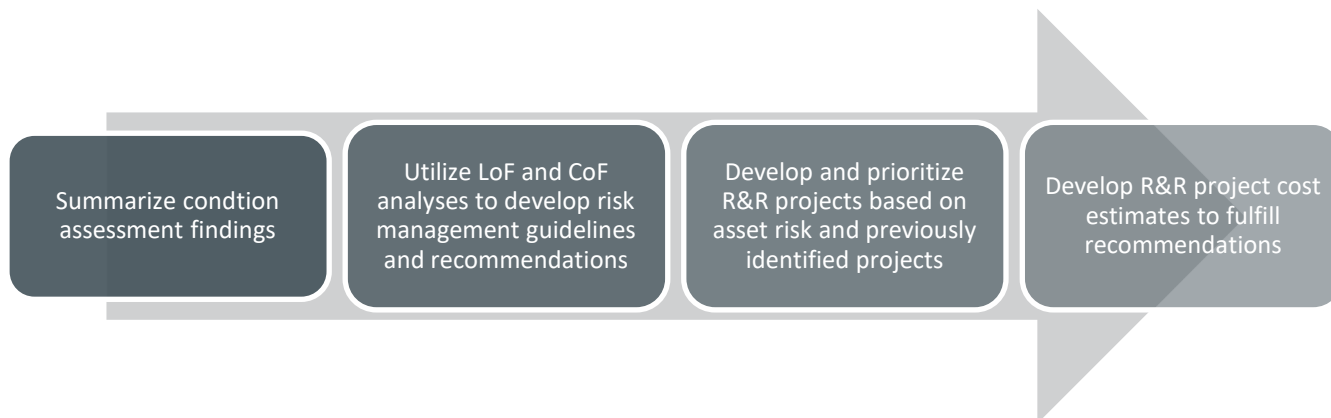 Summarize condtion
assessment findings
Utilize LoF and CoF
analyses to develop risk
management guidelines
and recommendations
Develop and prioritize
R&R projects based on
asset risk and previously
identified projects
Develop R&R project cost
estimates to fulfill
recommendations